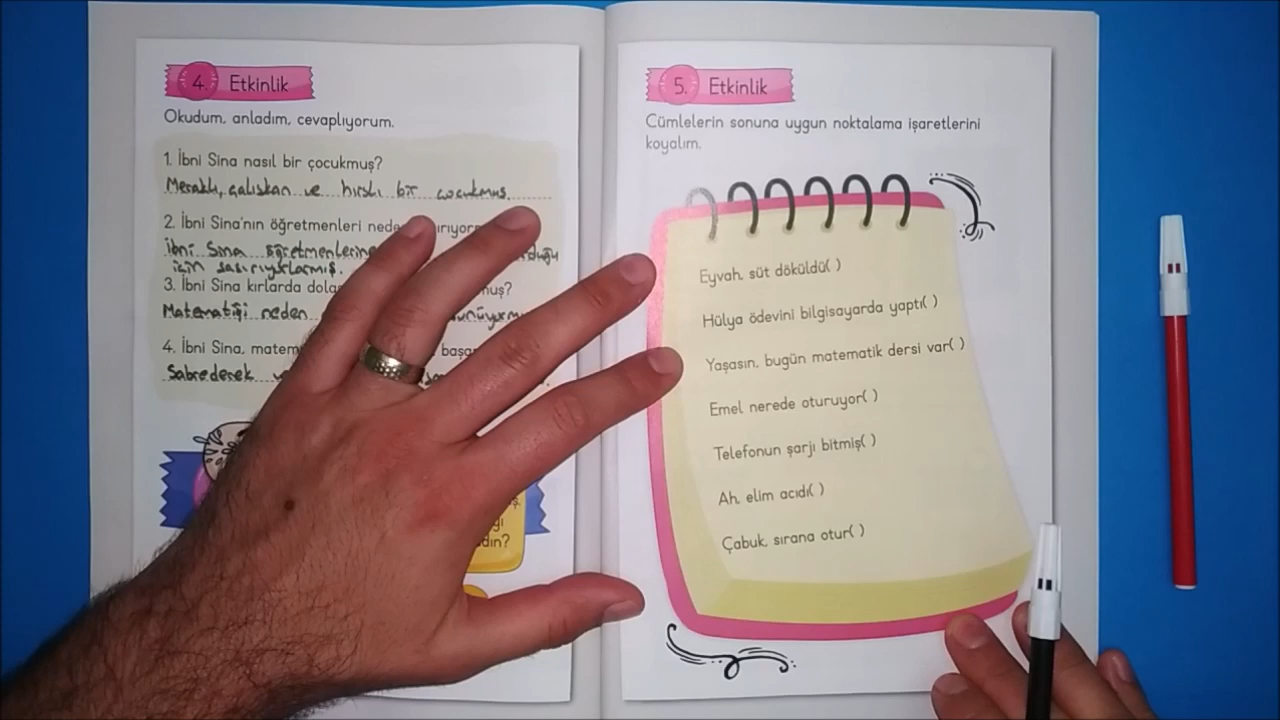 4. Etkinlik
Okudum, anladım, cevaplıyorum.
1. İbni Sina nasıl bir çocukmuş?
Meraklı, çalışkan ve hırslı bir çocukmuş.
2. İbni Sina'nın öğretmenleri
İbni Sina öğretmenlerine
için şaşırıyorlarmış.
3. İbni Sina kırlarda
Matematiği neden
4. İbni Sina,
Sabrederek
5. Etkinlik
Cümlelerin sonuna uygun noktalama işaretlerini
koyalım.
Eyvah, süt döküldü( )
Hülya ödevini bilgisayarda yaptı( )
Yaşasın, bugün matematik dersi var( )
Emel nerede oturuyor( )
Telefonun şarjı bitmiş( )
Ah, elim acıdı( )
Çabuk, sırana otur( )